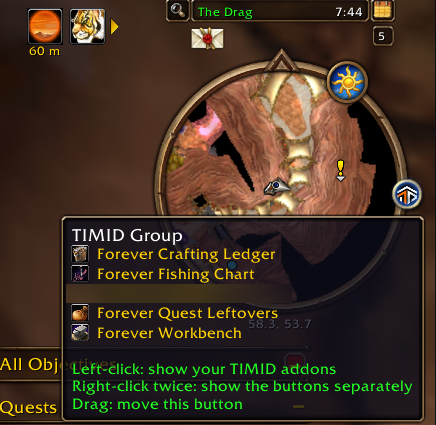 The Drag
7:44
5
60 m
TIMID Group
Forever Crafting Ledger
Forever Fishing Chart
Forever Quest Leftovers
Forever Workbench
58.3, 53.7
All Objectives
Left-click: show your TIMID addons
Right-click twice: show the buttons separately
Quests
Drag: move this button